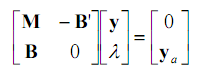 [M -B'; B 0] [y; λ] = [0; y_a]